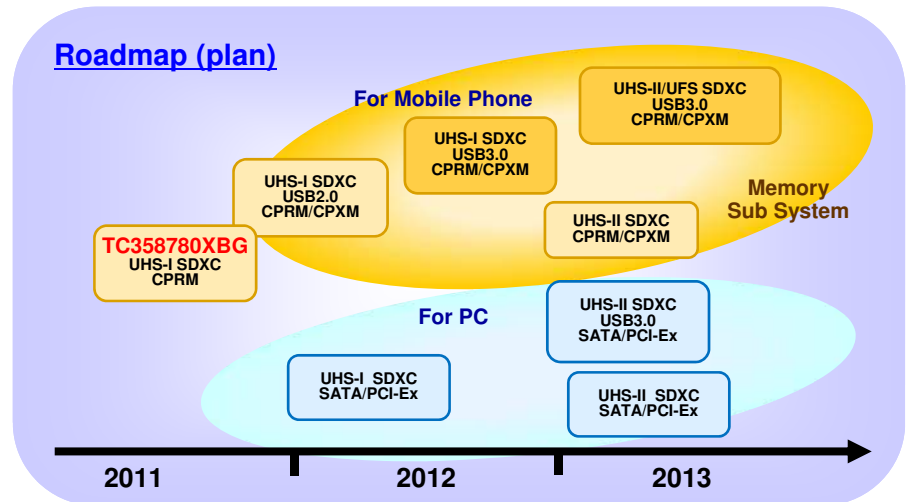 Roadmap (plan)
For Mobile Phone
UHS-II/UFS SDXC
USB3.0
CPRM/CPXM
UHS-I SDXC
USB3.0
CPRM/CPXM
UHS-I SDXC
USB2.0
CPRM/CPXM
Memory
Sub System
UHS-II SDXC
CPRM/CPXM
TC358780XBG
UHS-I SDXC
CPRM
For PC
UHS-II SDXC
USB3.0
SATA/PCI-Ex
UHS-I SDXC
SATA/PCI-Ex
UHS-II SDXC
SATA/PCI-Ex
2011
2012
2013